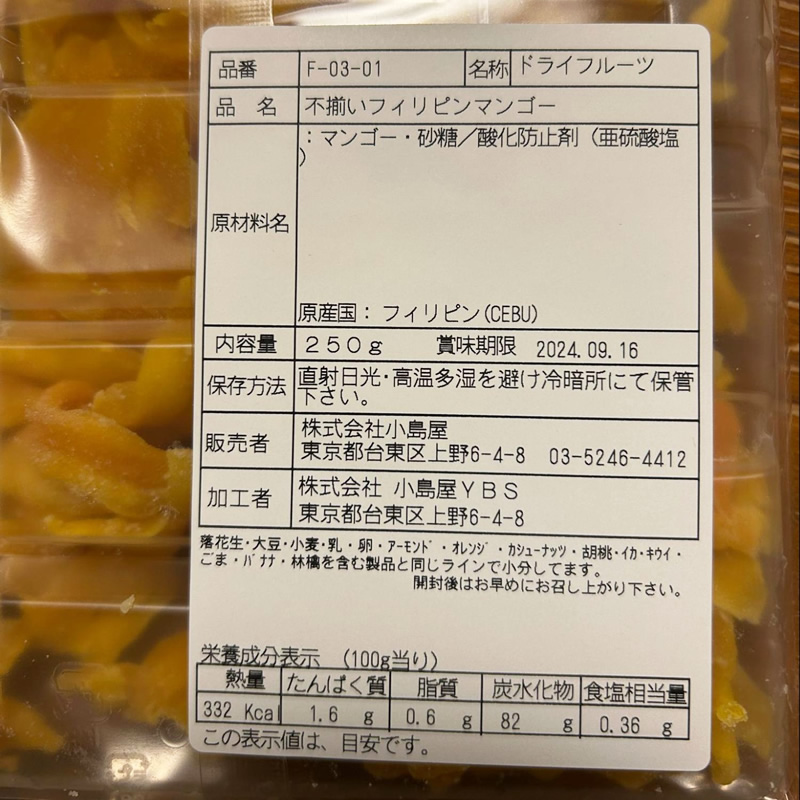 品番 F-03-01 名称 ドライフルーツ
品 名 不揃いフィリピンマンゴー
原材料名 :マンゴー・砂糖／酸化防止剤（亜硫酸塩
）
原産国：フィリピン(CEBU)
内容量 250g 賞味期限 2024.09.16
保存方法 直射日光・高温多湿を避け冷暗所にて保管
下さい。
販売者 株式会社小島屋
東京都台東区上野6-4-8 03-5246-4412
加工者 株式会社 小島屋YBS
東京都台東区上野6-4-8
落花生・大豆・小麦・乳・卵・アーモンド・オレンジ・カシューナッツ・胡桃・イカ・キウイ・
ごま・バナナ・林檎を含む製品と同じラインで小分してます。
開封後はお早めにお召し上がり下さい。
栄養成分表示 （100g当り）
熱量 たんぱく質 脂質 炭水化物 食塩相当量
332 Kcal 1.6 g 0.6 g 82 g 0.36 g
この表示値は、目安です。